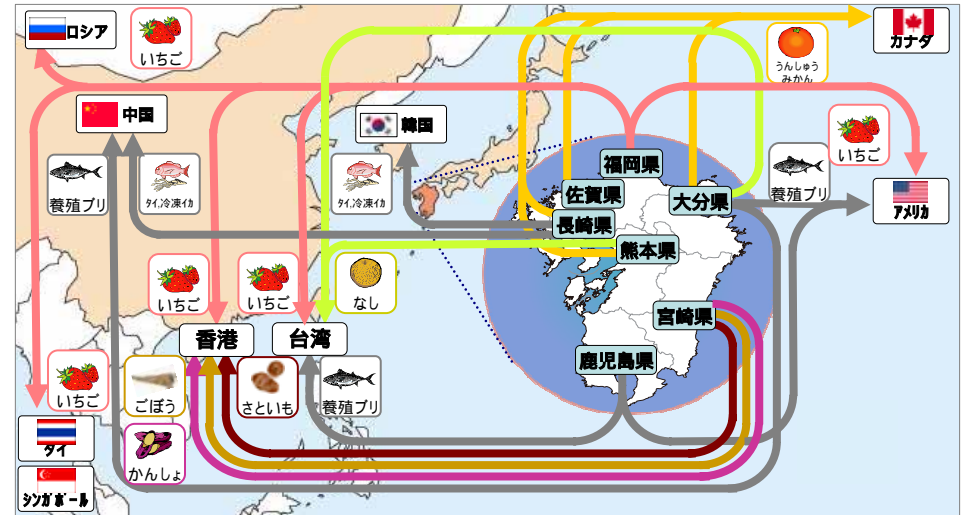 ロシア
いちご
カナダ
うんしゅう
みかん
中国
韓国
いちご
養殖ブリ
タイ,冷凍イカ
タイ,冷凍イカ
福岡県
養殖ブリ
佐賀県
大分県
アメリカ
長崎県
熊本県
いちご
いちご
なし
宮崎県
香港
台湾
鹿児島県
いちご
ごぼう
さといも
養殖ブリ
タイ
かんしょ
シンガポール